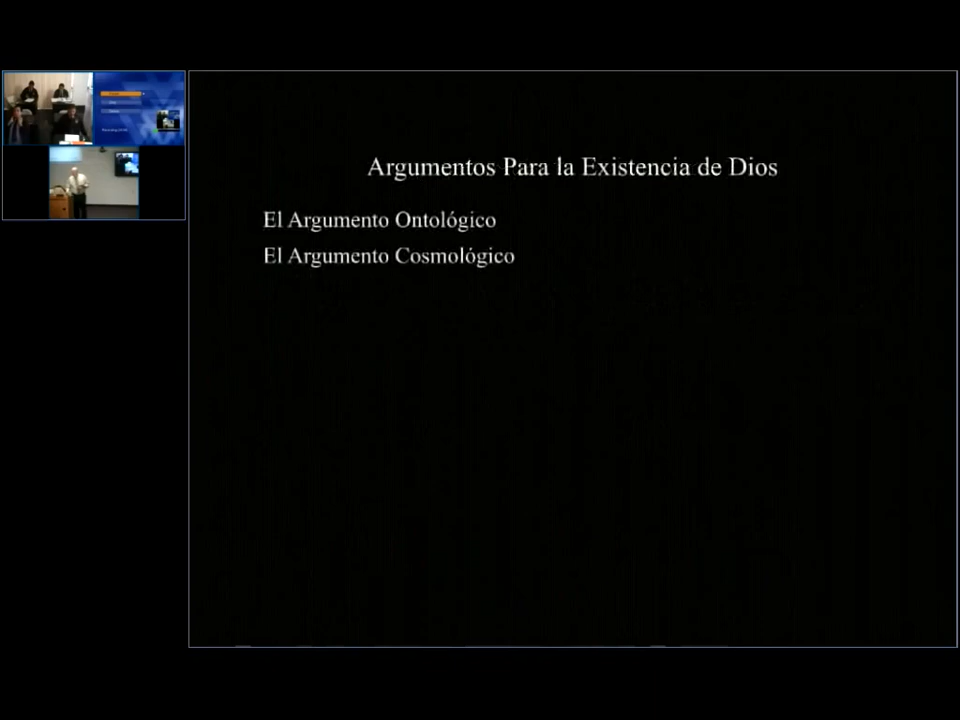 Argumentos Para la Existencia de Dios
El Argumento Ontológico
El Argumento Cosmológico